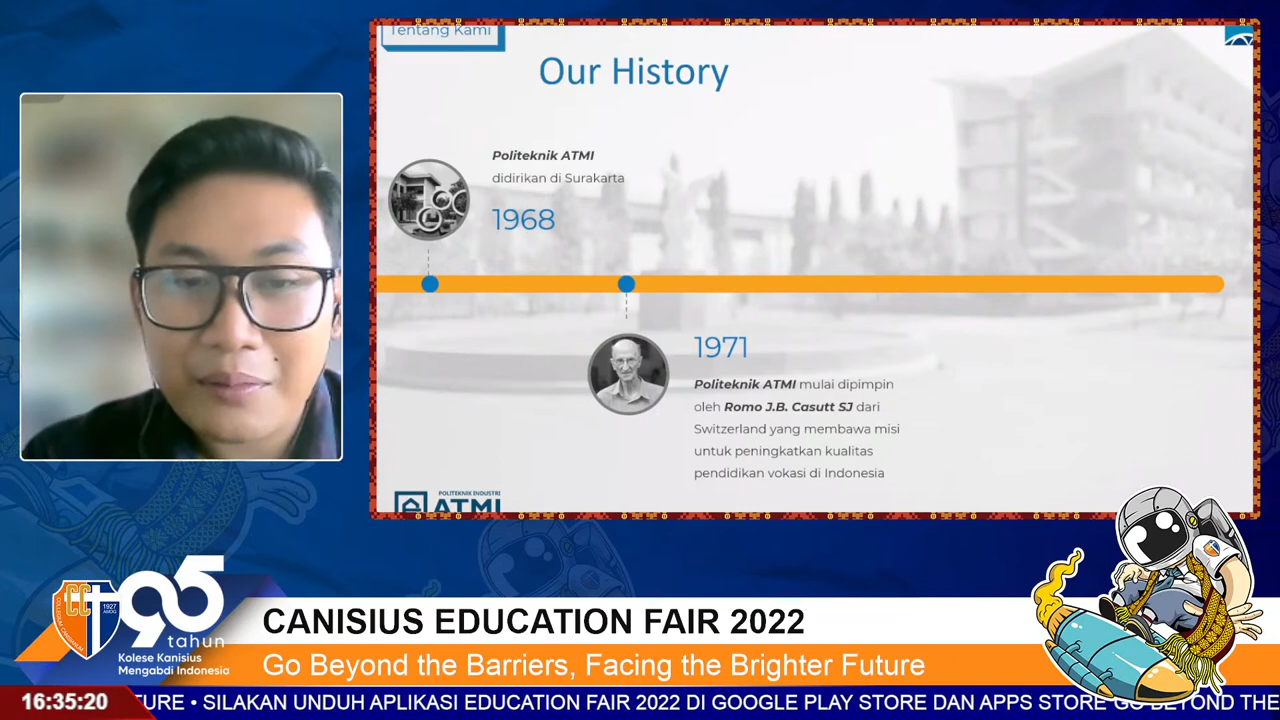 Tentang Kami
Our History
Politeknik ATMI
didirikan di Surakarta
1968
1971
Politeknik ATMI mulai dipimpin
oleh Romo J.B. Casutt SJ dari
Switzerland yang membawa misi
untuk peningkatkan kualitas
pendidikan vokasi di Indonesia
POLITEKNIK INDUSTRI
ATMI
CC
1927
95
tahun
Kolese Kanisius
Mengabdi Indonesia
CANISIUS EDUCATION FAIR 2022
Go Beyond the Barriers, Facing the Brighter Future
16:35:20
TURE • SILAKAN UNDUH APLIKASI EDUCATION FAIR 2022 DI GOOGLE PLAY STORE DAN APPS STORE GO BEYOND THE